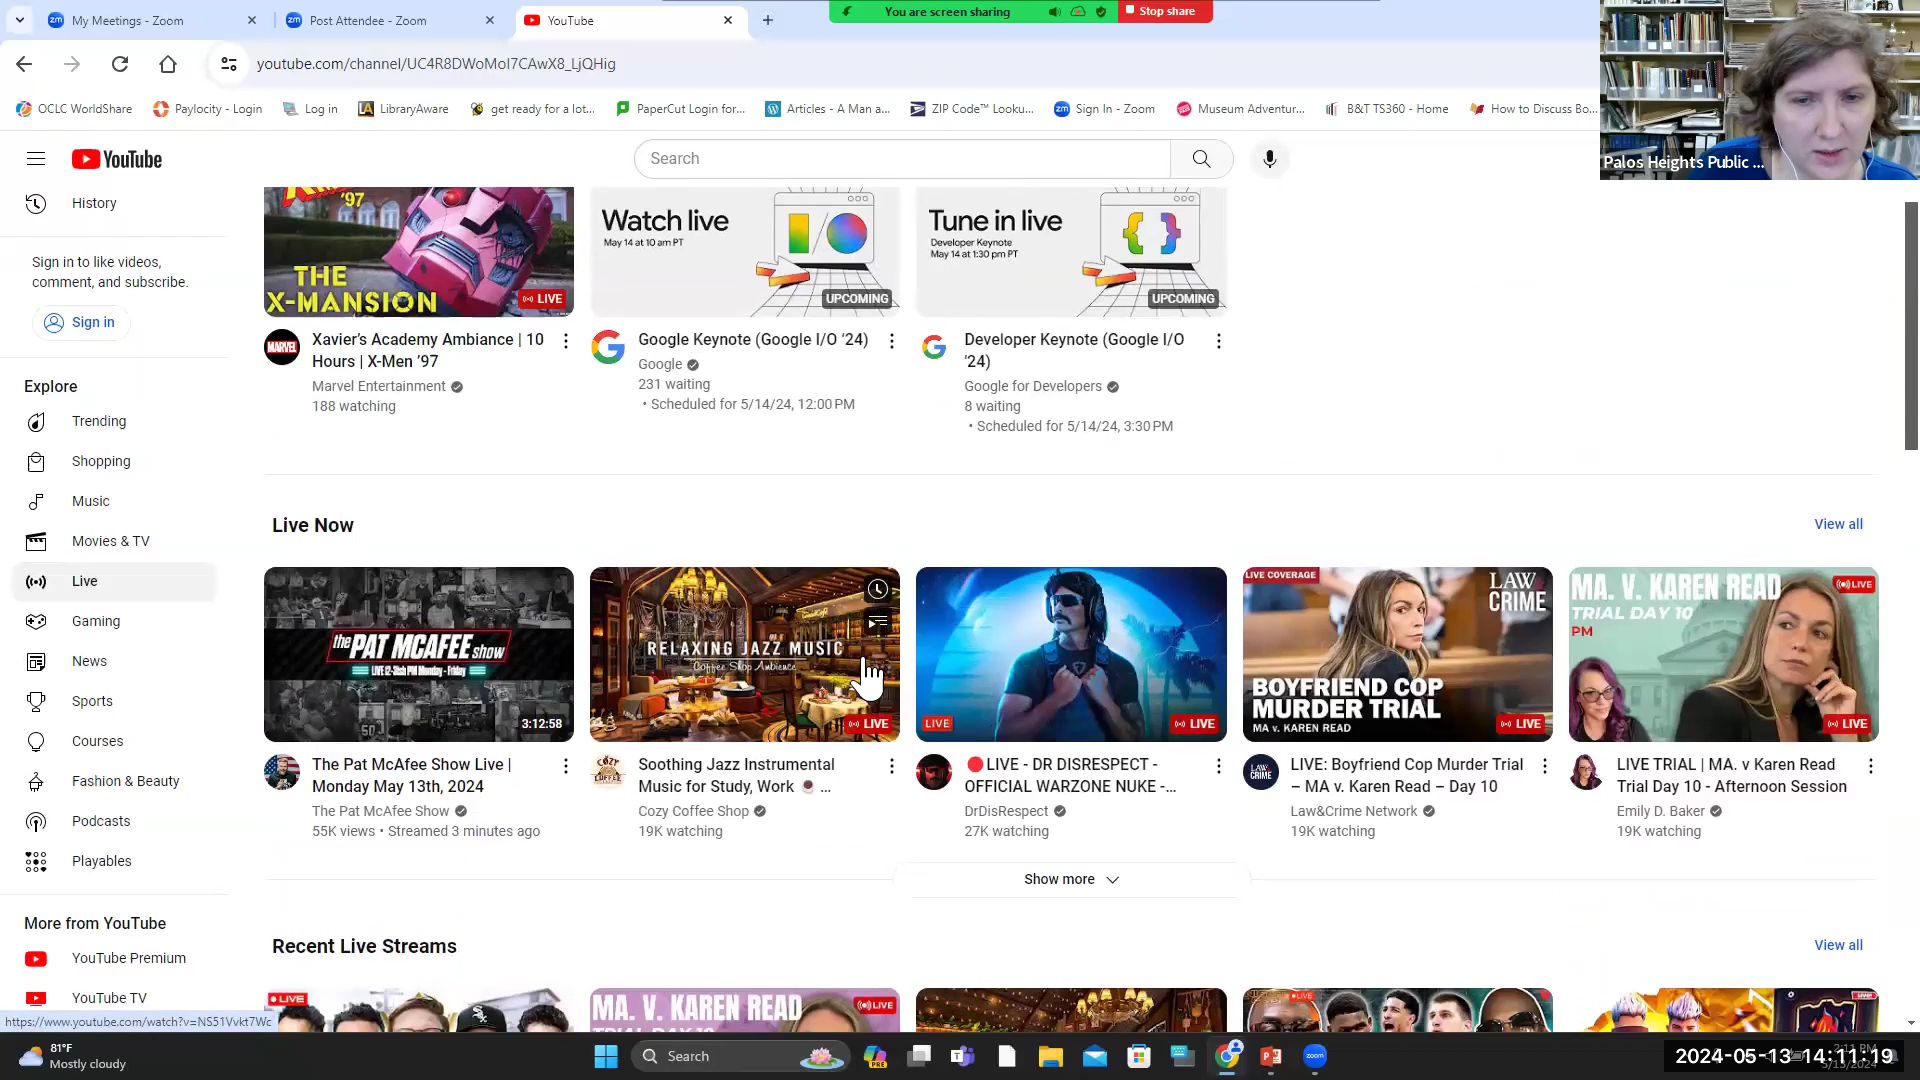 My Meetings - Zoom
Post Attendee - Zoom
YouTube
You are screen sharing
Stop share
youtube.com/channel/UC4R8DWoMoI7CAwX8_LjQHig
OCLC WorldShare
Paylocity - Login
Log in
LibraryAware
get ready for a lot...
PaperCut Login for...
Articles - A Man a...
ZIP Code™ Looku...
Sign In - Zoom
Museum Adventur...
B&T TS360 - Home
How to Discuss Bo...
Palos Heights Public ...
YouTube
Search
History
Sign in to like videos,
comment, and subscribe.
Sign in
Explore
Trending
Shopping
Music
Movies & TV
Live
Gaming
News
Sports
Courses
Fashion & Beauty
Podcasts
Playables
More from YouTube
YouTube Premium
YouTube TV
'97
THE
X-MANSION
LIVE
MARVEL
Xavier's Academy Ambiance | 10
Hours | X-Men '97
Marvel Entertainment
188 watching
Watch live
May 14 at 10 am PT
UPCOMING
Google Keynote (Google I/O '24)
Google
231 waiting
• Scheduled for 5/14/24, 12:00 PM
Tune in live
Developer Keynote
May 14 at 1:30 pm PT
UPCOMING
Developer Keynote (Google I/O
'24)
Google for Developers
8 waiting
• Scheduled for 5/14/24, 3:30 PM
Live Now
View all
the PAT MCAFEE show
3:12:58
The Pat McAfee Show Live |
Monday May 13th, 2024
The Pat McAfee Show
55K views • Streamed 3 minutes ago
RELAXING JAZZ MUSIC
Coffee Shop Ambience
LIVE
Soothing Jazz Instrumental
Music for Study, Work ☕ ...
Cozy Coffee Shop
19K watching
LIVE
LIVE
🔴LIVE - DR DISRESPECT -
OFFICIAL WARZONE NUKE -...
DrDisRespect
27K watching
LIVE COVERAGE
LAW&
CRIME
BOYFRIEND COP
MURDER TRIAL
MA V. KAREN READ
LIVE
LIVE: Boyfriend Cop Murder Trial
– MA v. Karen Read – Day 10
Law&Crime Network
19K watching
MA. V. KAREN READ
LIVE
TRIAL DAY 10
PM
LIVE
LIVE TRIAL | MA. v Karen Read
Trial Day 10 - Afternoon Session
Emily D. Baker
19K watching
Show more
Recent Live Streams
View all
LIVE
MA. V. KAREN READ
LIVE
LIVE
https://www.youtube.com/watch?v=NS51Vvkt7Wc
81°F
Mostly cloudy
Search
2024-05-13 14:11:19